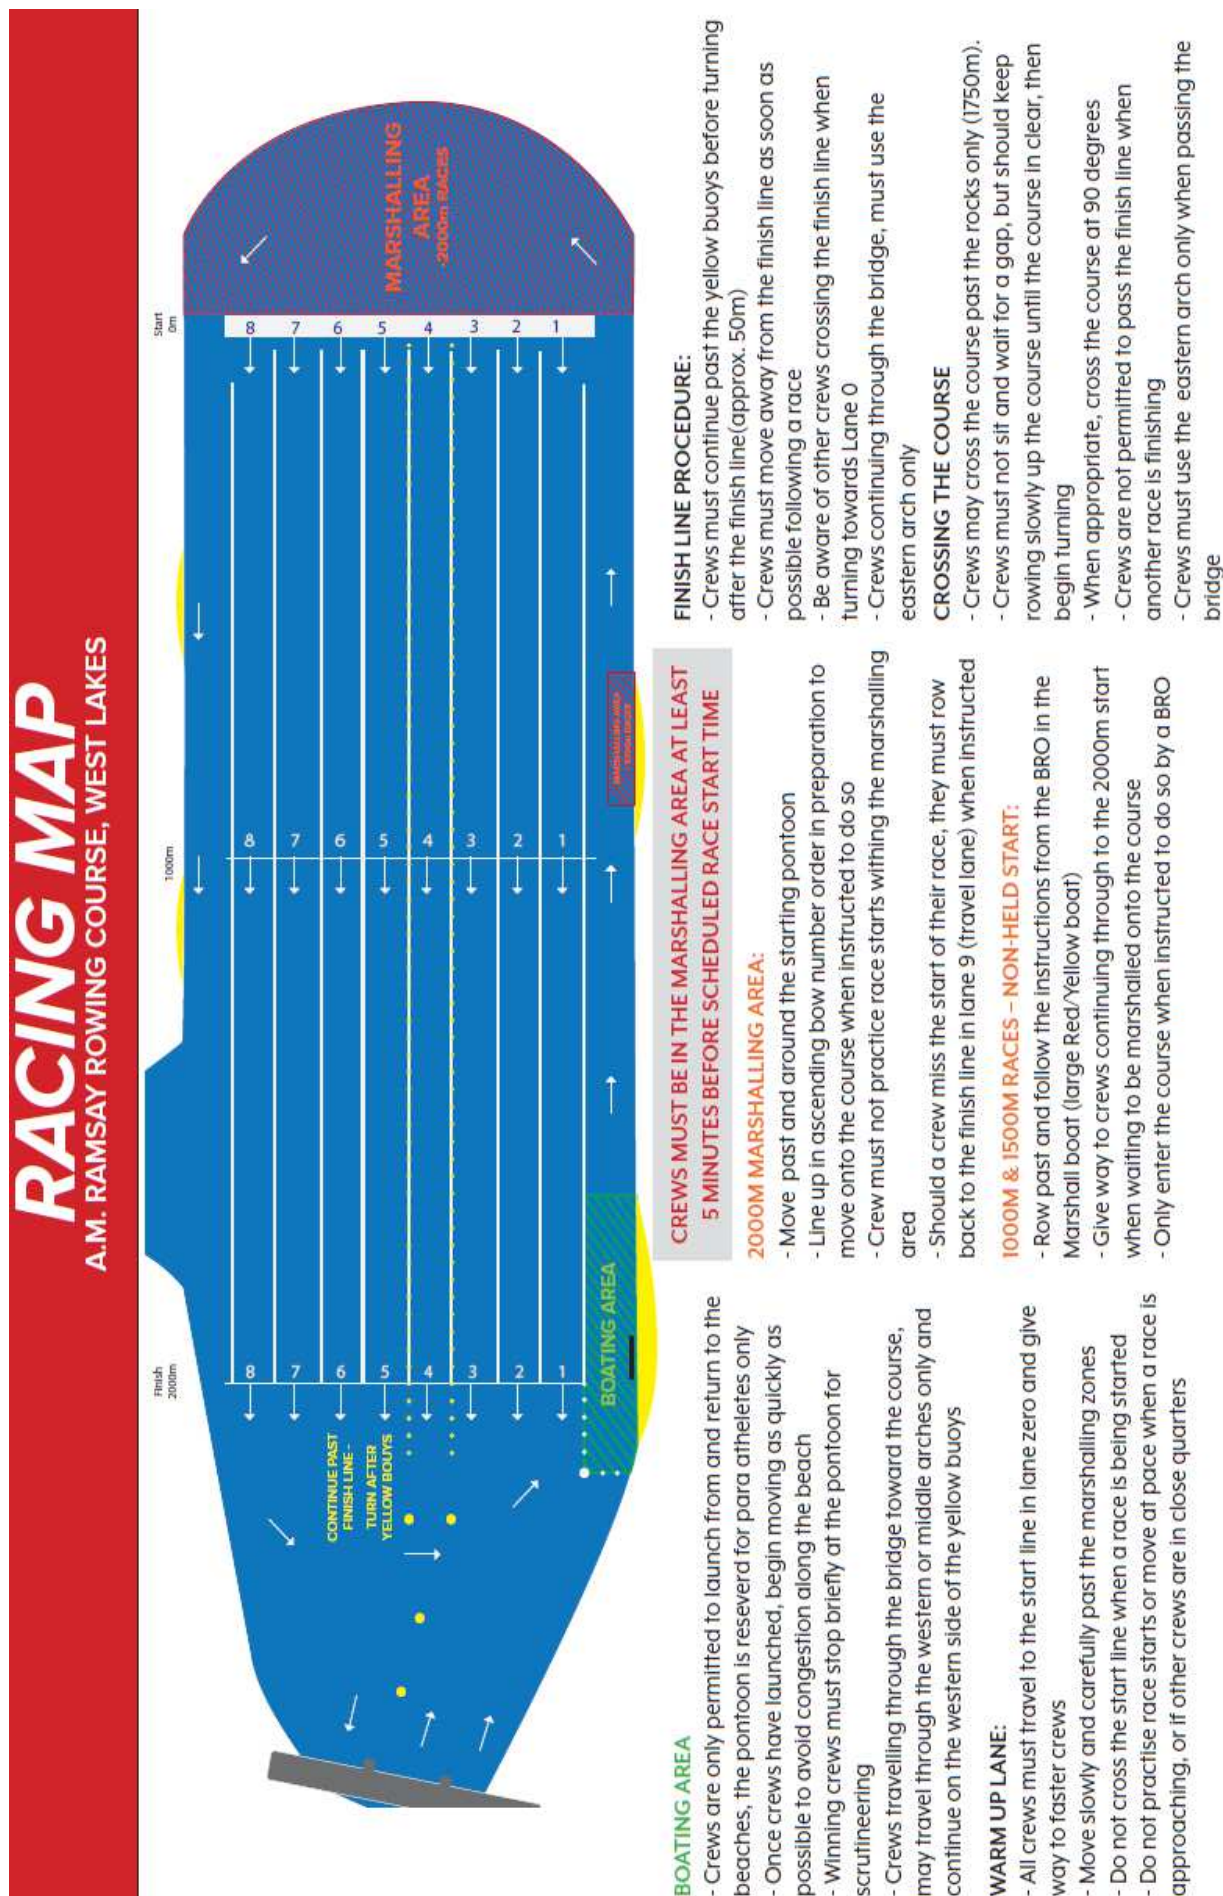 RACING MAP
A.M. RAMSAY ROWING COURSE, WEST LAKES
Finish
2000m
1000m
Start
0m
8
7
6
5
4
3
2
1
8
7
6
5
4
3
2
1
8
7
6
5
4
3
2
1
CONTINUE PAST
FINISH LINE -
TURN AFTER
YELLOW BOUYS
BOATING AREA
MARSHALLING AREA
MARSHALLING
AREA
-2000m RACES
BOATING AREA
- Crews are only permitted to launch from and return to the
beaches, the pontoon is reseverd for para atheletes only
- Once crews have launched, begin moving as quickly as
possible to avoid congestion along the beach
- Winning crews must stop briefly at the pontoon for
scrutineering
- Crews travelling through the bridge toward the course,
may travel through the western or middle arches only and
continue on the western side of the yellow buoys
WARM UP LANE:
- All crews must travel to the start line in lane zero and give
way to faster crews
- Move slowly and carefully past the marshalling zones
- Do not cross the start line when a race is being started
- Do not practise race starts or move at pace when a race is
approaching, or if other crews are in close quarters
CREWS MUST BE IN THE MARSHALLING AREA AT LEAST
5 MINUTES BEFORE SCHEDULED RACE START TIME
2000M MARSHALLING AREA:
- Move past and around the starting pontoon
- Line up in ascending bow number order in preparation to
move onto the course when instructed to do so
- Crew must not practice race starts withing the marshalling
area
- Should a crew miss the start of their race, they must row
back to the finish line in lane 9 (travel lane) when instructed
1000M & 1500M RACES – NON-HELD START:
- Row past and follow the instructions from the BRO in the
Marshall boat (large Red/Yellow boat)
- Give way to crews continuing through to the 2000m start
when waiting to be marshalled onto the course
- Only enter the course when instructed to do so by a BRO
FINISH LINE PROCEDURE:
- Crews must continue past the yellow buoys before turning
after the finish line(approx. 50m)
- Crews must move away from the finish line as soon as
possible following a race
- Be aware of other crews crossing the finish line when
turning towards Lane 0
- Crews continuing through the bridge, must use the
eastern arch only
CROSSING THE COURSE
- Crews may cross the course past the rocks only (1750m).
- Crews must not sit and wait for a gap, but should keep
rowing slowly up the course until the course in clear, then
begin turning
- When appropriate, cross the course at 90 degrees
- Crews are not permitted to pass the finish line when
another race is finishing
- Crews must use the eastern arch only when passing the
bridge